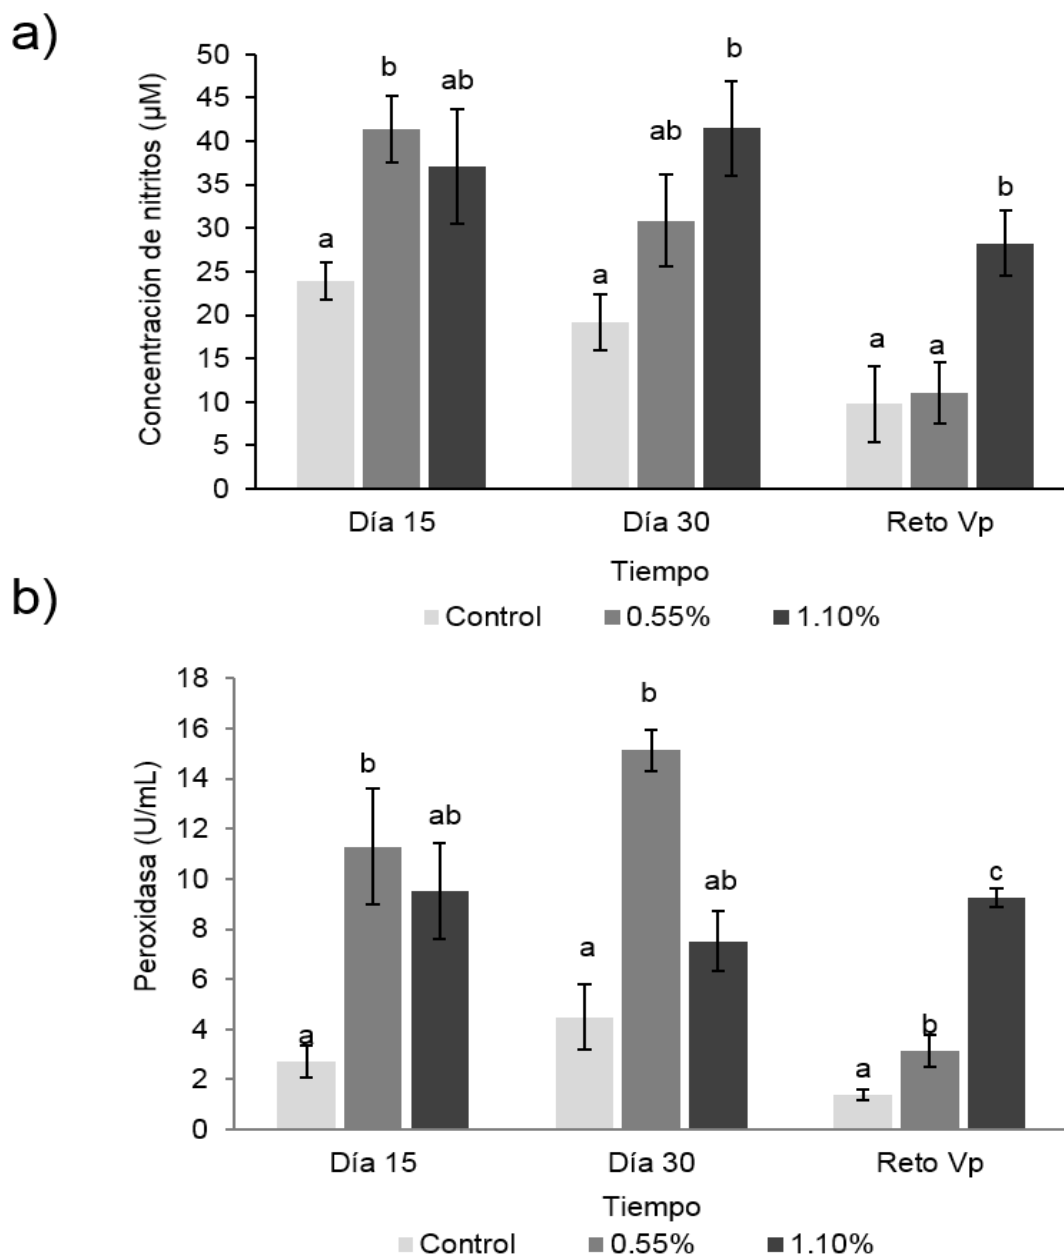 a)
Concentración de nitritos (µM)
50
45
40
35
30
25
20
15
10
5
0
a
b
ab
a
ab
b
a
a
b
Día 15
Día 30
Reto Vp
Tiempo
Control
0.55%
1.10%
b)
Peroxidasa (U/mL)
18
16
14
12
10
8
6
4
2
0
a
b
ab
a
b
ab
a
b
c
Día 15
Día 30
Reto Vp
Tiempo
Control
0.55%
1.10%